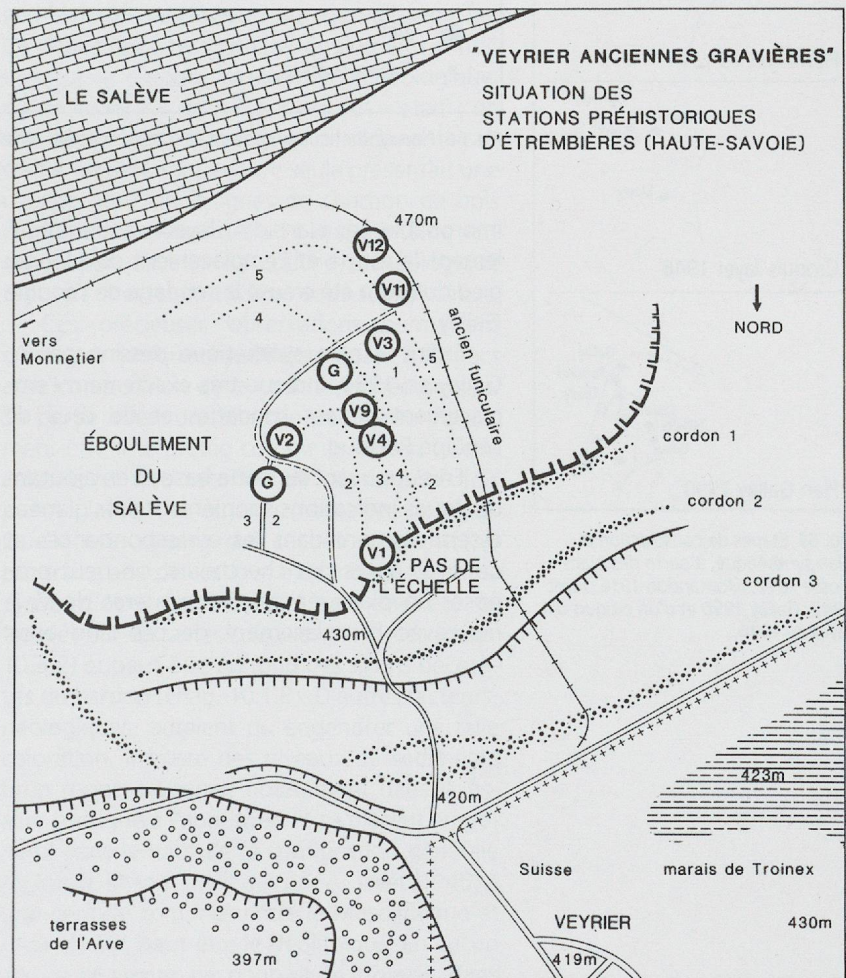 "VEYRIER ANCIENNES GRAVIÈRES"
SITUATION DES
STATIONS PRÉHISTORIQUES
D'ÉTREMBIÈRES (HAUTE-SAVOIE)
LE SALÈVE
470m
V12
5
V11
4
NORD
vers
Monnetier
ancien funiculaire
V3
5
G
1
V9
ÉBOULEMENT
DU
SALÈVE
V2
V4
cordon 1
4
2
G
cordon 2
3
2
V1
PAS DE
L'ÉCHELLE
cordon 3
430m
423m
420m
Suisse
marais de Troinex
VEYRIER
430m
terrasses
de l'Arve
397m
419m